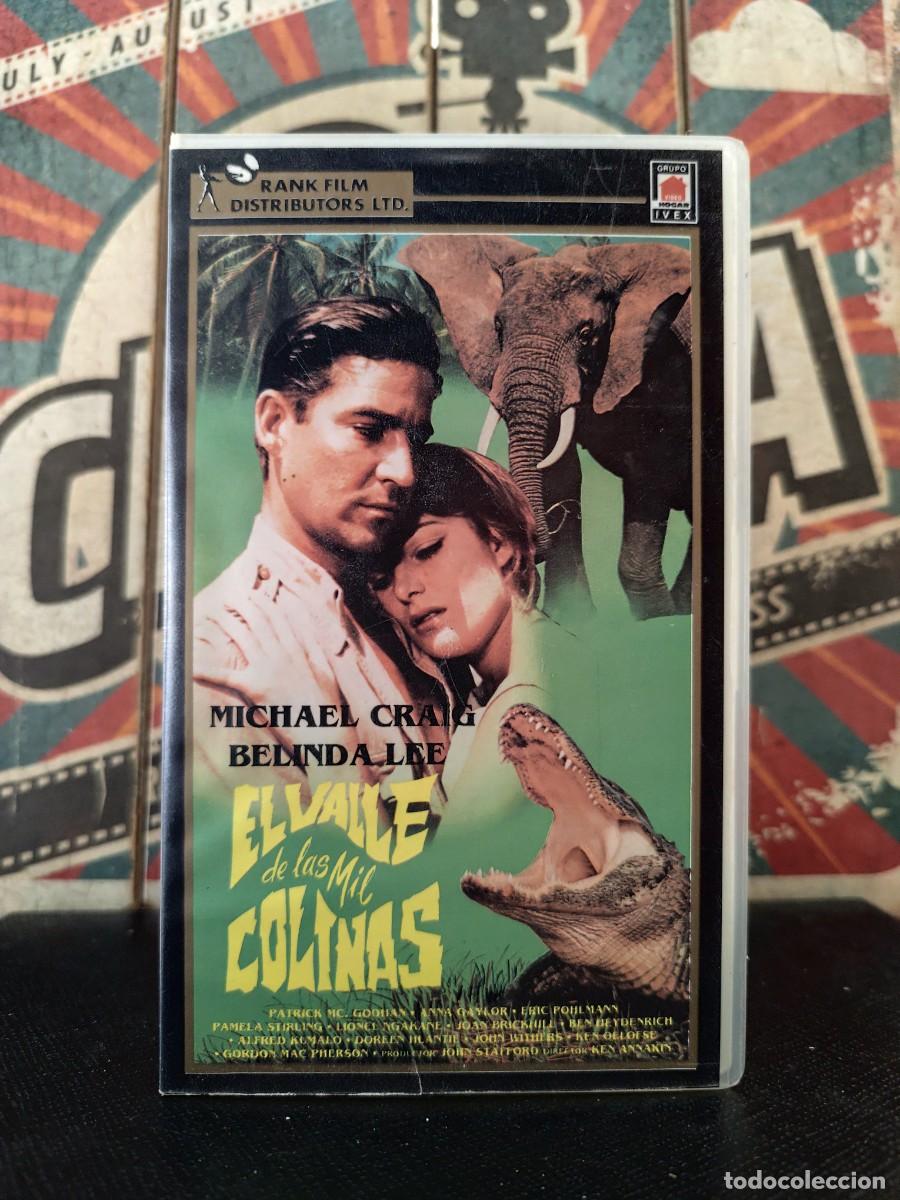 JULY - AUGUST
RANK FILM
DISTRIBUTORS LTD.
GRUPO
VIDEO
HOGAR
IVEX
MICHAEL CRAIG
BELINDA LEE
EL VALLE
de las Mil
COLINAS
PATRICK MC. GOOHAN • ANNA GAYLOR • ERIC POHLMANN
PAMELA STIRLING • LIONEL NGAKANE • JOAN BRICKHILL • BEN HEYDENRICH
• ALFRED KUMALO • DOREEN HLANTIE • JOHN WITHERS • KEN OELOFSE
• GORDON MAC PHERSON • PRODUCTOR: JOHN STAFFORD DIRECTOR: KEN ANNAKIN
todocoleccion